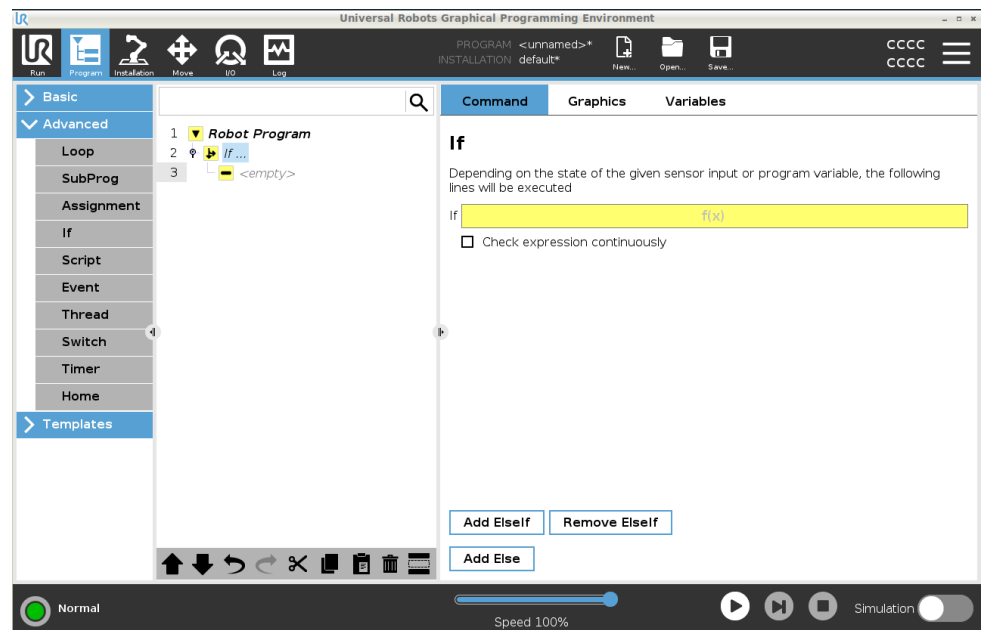 UR
Universal Robots Graphical Programming Environment
UR
Run
Program
Installation
Move
I/O
Log
PROGRAM <unnamed>*
INSTALLATION default*
New...
Open...
Save...
CCCC
CCCC
Basic
Advanced
Loop
SubProg
Assignment
If
Script
Event
Thread
Switch
Timer
Home
Templates
1 Robot Program
2 If ...
3 <empty>
Command Graphics Variables
If
Depending on the state of the given sensor input or program variable, the following
lines will be executed
If f(x)
Check expression continuously
Add ElseIf Remove ElseIf
Add Else
Normal
Speed 100%
Simulation